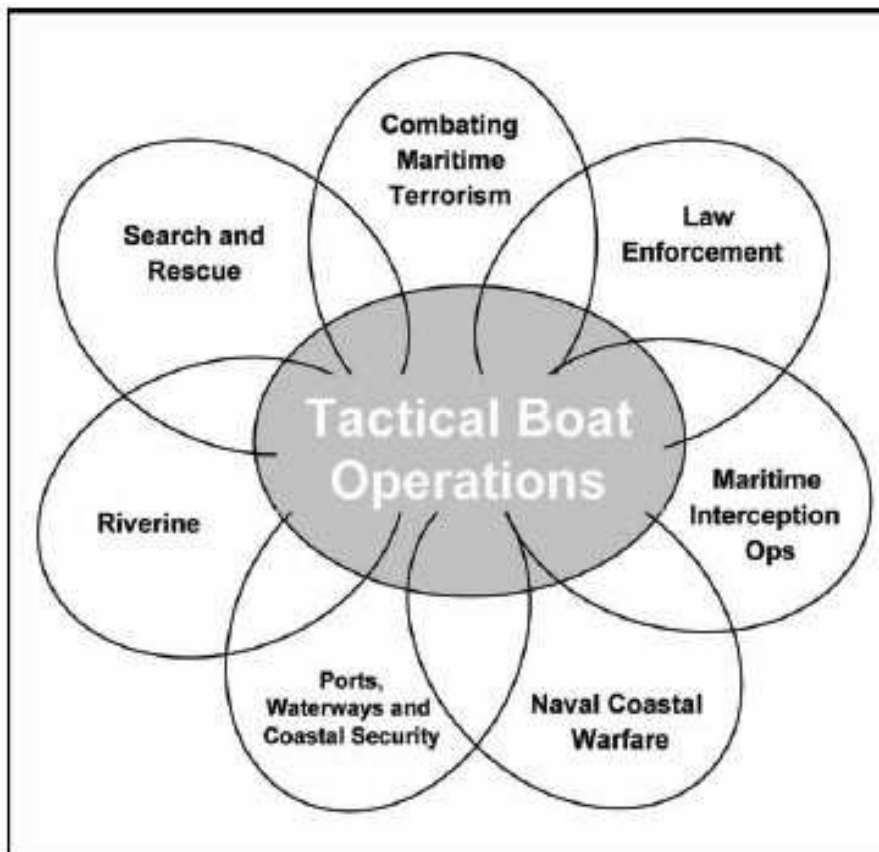 Combating
Maritime
Terrorism
Law
Enforcement
Search and
Rescue
Tactical Boat
Operations
Maritime
Interception
Ops
Riverine
Ports,
Waterways and
Coastal Security
Naval Coastal
Warfare